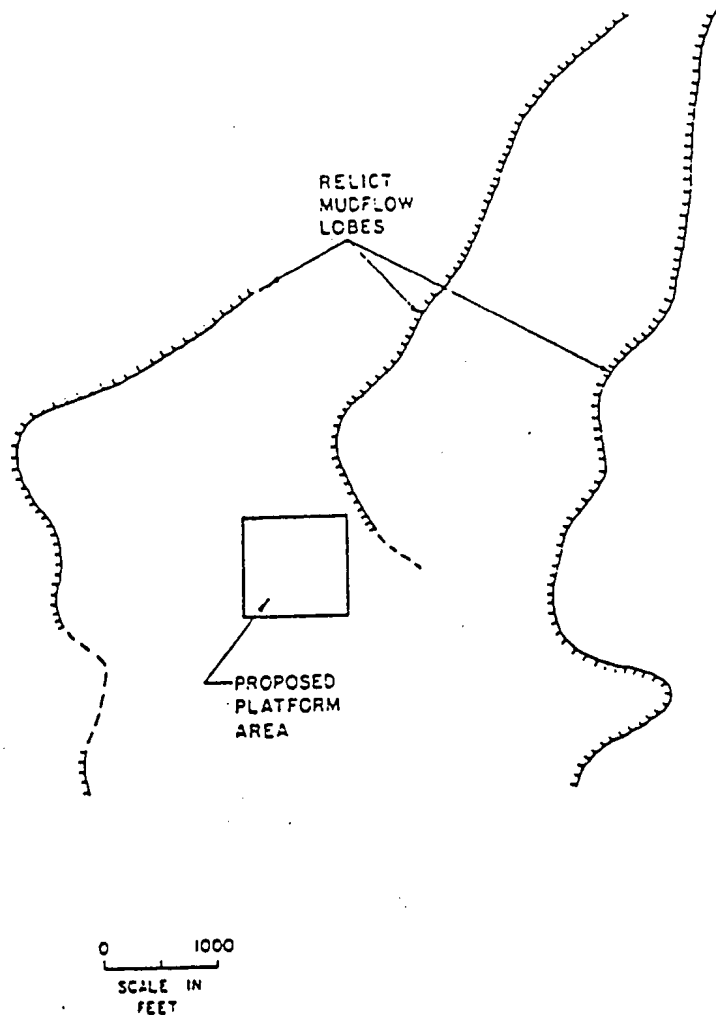 RELICT
MUDFLOW
LOBES
PROPOSED
PLATFORM
AREA
0 1000
SCALE IN
FEET